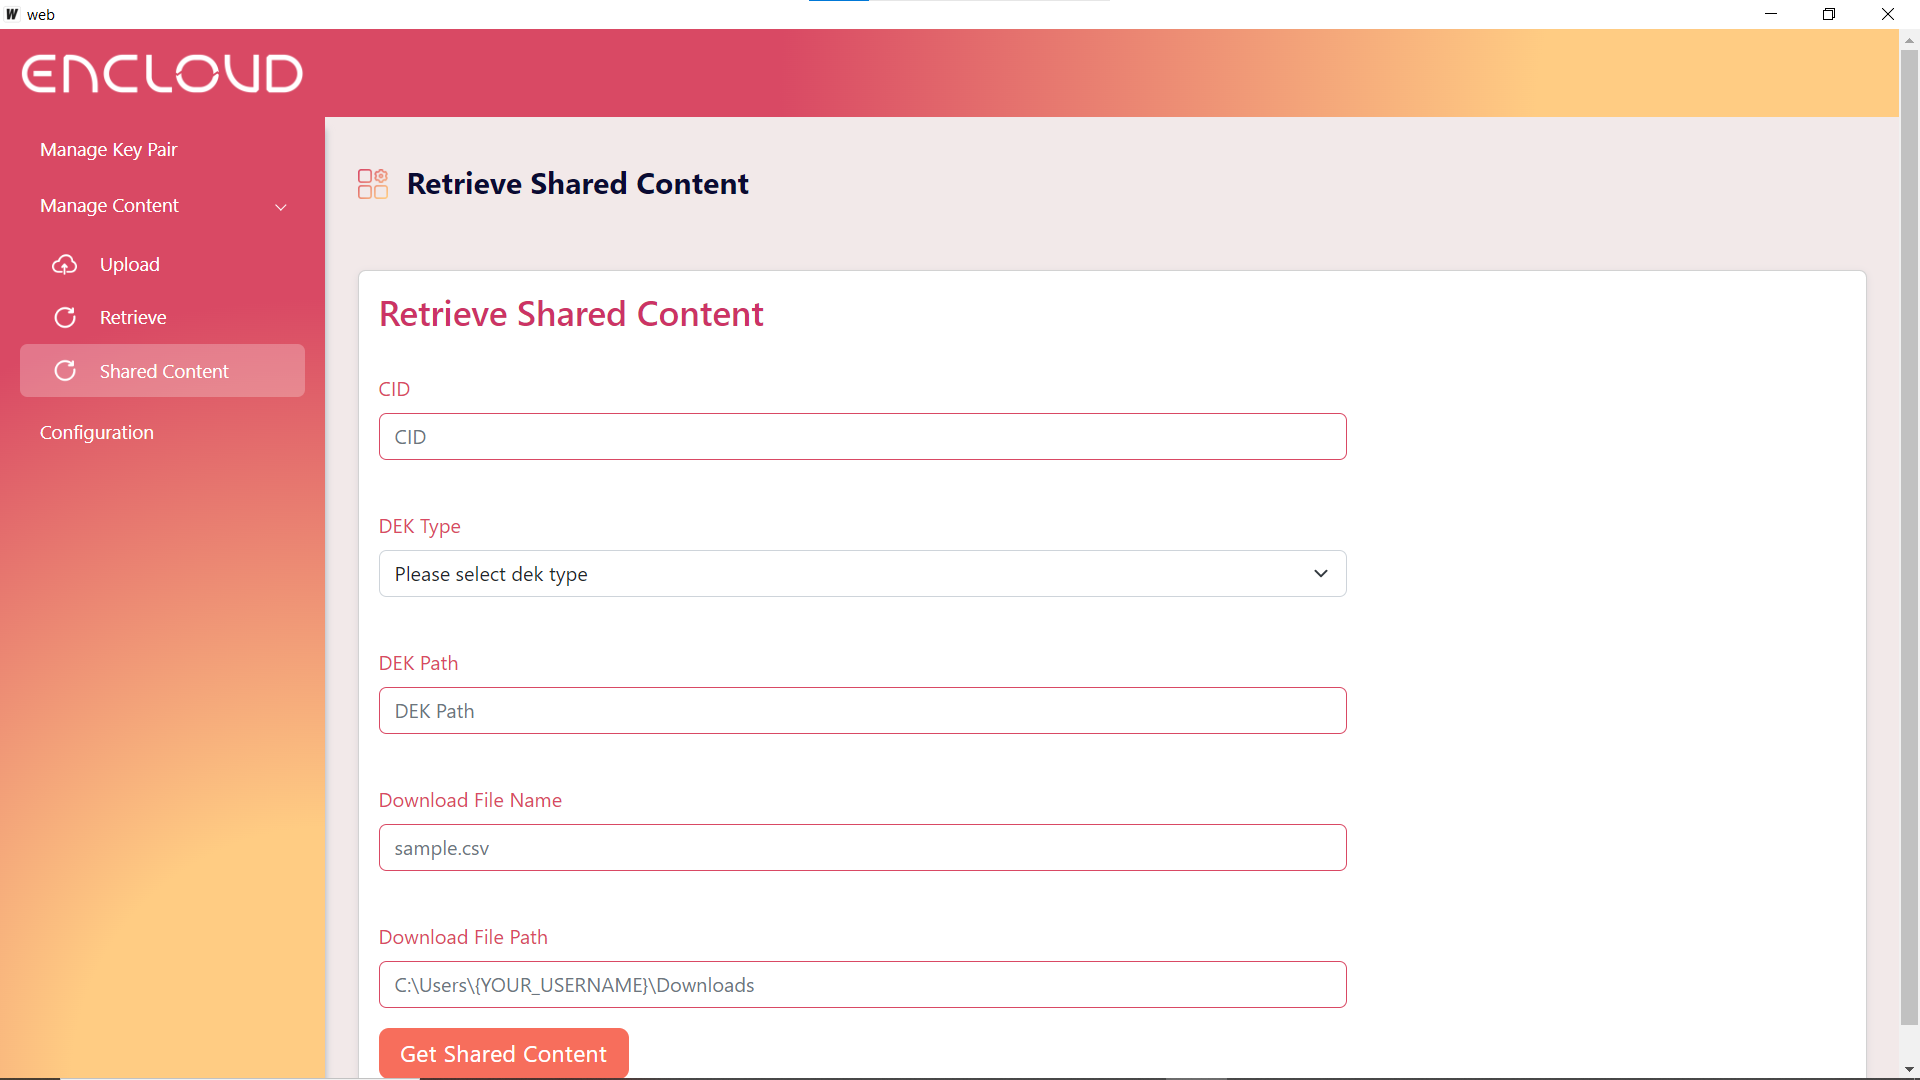 W web
ENCLOUD
Manage Key Pair
Manage Content
Upload
Retrieve
Shared Content
Configuration
Retrieve Shared Content
Retrieve Shared Content
CID
CID
DEK Type
Please select dek type
DEK Path
DEK Path
Download File Name
sample.csv
Download File Path
C:\Users\{YOUR_USERNAME}\Downloads
Get Shared Content